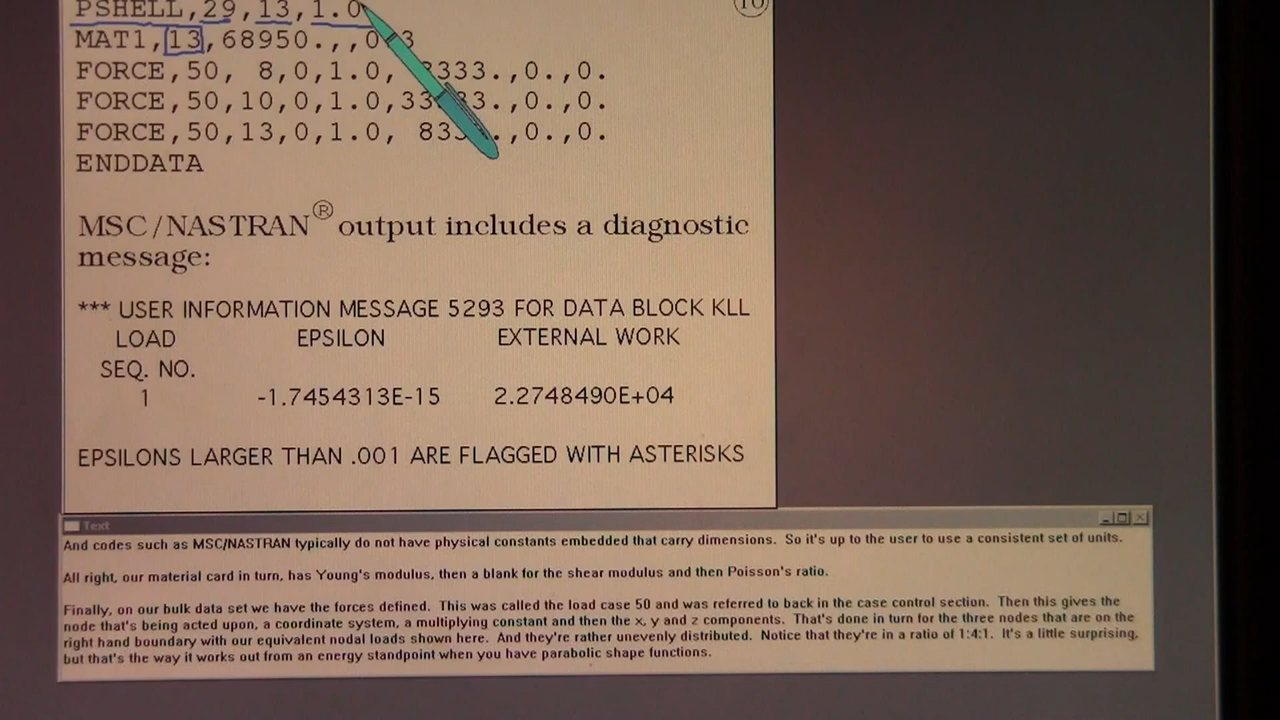 PSHELL,29,13,1.0
MAT1,13,68950.,,0 3
FORCE,50, 8,0,1.0, 333.,0.,0.
FORCE,50,10,0,1.0,33 3.,0.,0.
FORCE,50,13,0,1.0, 83 .,0.,0.
ENDDATA
MSC/NASTRAN® output includes a diagnostic
message:
*** USER INFORMATION MESSAGE 5293 FOR DATA BLOCK KLL
LOAD EPSILON EXTERNAL WORK
SEQ. NO.
1 -1.7454313E-15 2.2748490E+04
EPSILONS LARGER THAN .001 ARE FLAGGED WITH ASTERISKS
Text
And codes such as MSC/NASTRAN typically do not have physical constants embedded that carry dimensions. So it's up to the user to use a consistent set of units.
All right, our material card in turn, has Young's modulus, then a blank for the shear modulus and then Poisson's ratio.
Finally, on our bulk data set we have the forces defined. This was called the load case 50 and was referred to back in the case control section. Then this gives the
node that's being acted upon, a coordinate system, a multiplying constant and then the x, y and z components. That's done in turn for the three nodes that are on the
right hand boundary with our equivalent nodal loads shown here. And they're rather unevenly distributed. Notice that they're in a ratio of 1:4:1. It's a little surprising,
but that's the way it works out from an energy standpoint when you have parabolic shape functions.